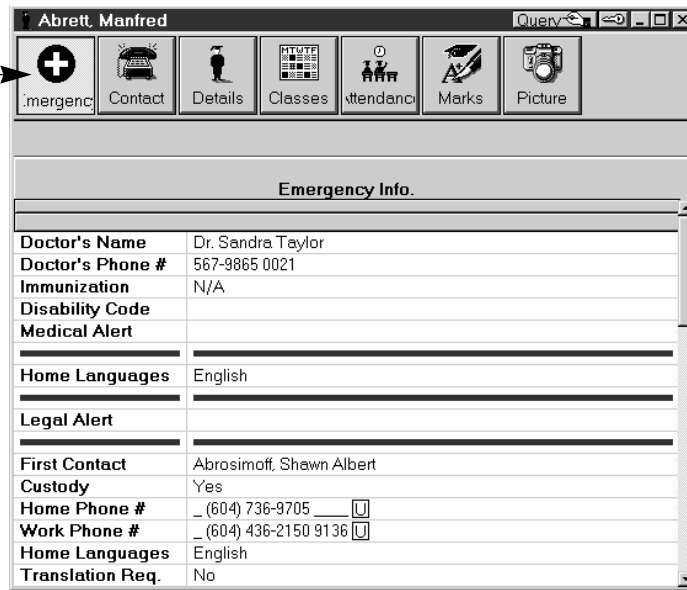 Abrett, Manfred Query
MTWTF
:mergenc Contact Details Classes \ttendanc Marks Picture
Emergency Info.
Doctor's Name Dr. Sandra Taylor
Doctor's Phone # 567-9865 0021
Immunization N/A
Disability Code
Medical Alert
Home Languages English
Legal Alert
First Contact Abrosimoff, Shawn Albert
Custody Yes
Home Phone # _ (604) 736-9705 ____ U
Work Phone # _ (604) 436-2150 9136 U
Home Languages English
Translation Req. No